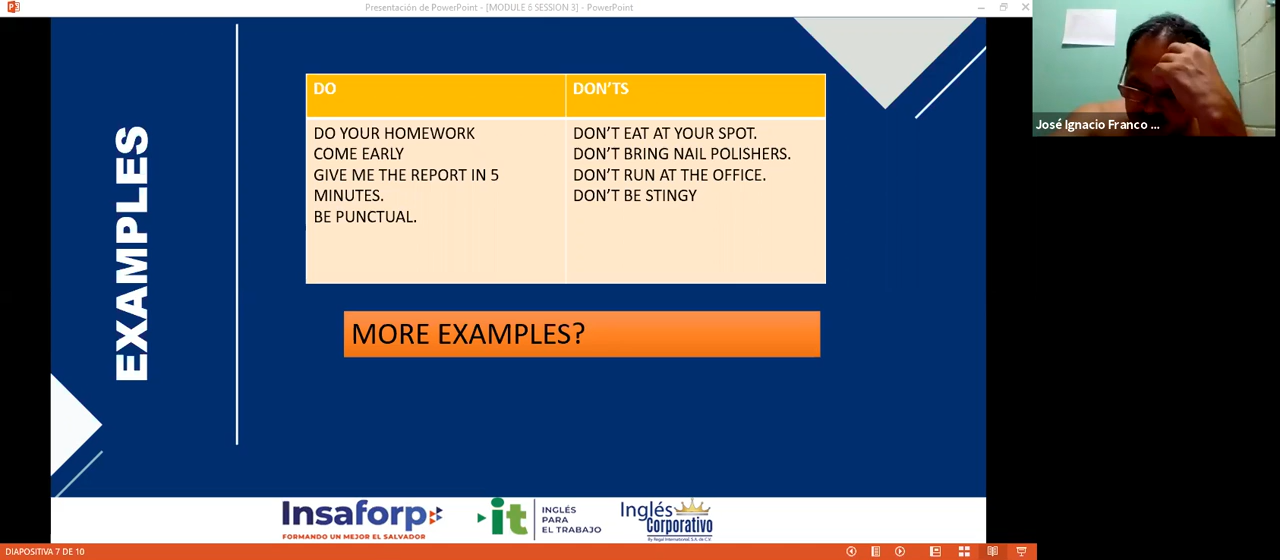 Presentación de PowerPoint - [MODULE 6 SESSION 3] - PowerPoint
EXAMPLES
DO
DON'TS
DO YOUR HOMEWORK
COME EARLY
GIVE ME THE REPORT IN 5
MINUTES.
BE PUNCTUAL.
DON'T EAT AT YOUR SPOT.
DON'T BRING NAIL POLISHERS.
DON'T RUN AT THE OFFICE.
DON'T BE STINGY
MORE EXAMPLES?
José Ignacio Franco ...
Insaforp
FORMANDO UN MEJOR EL SALVADOR
it
INGLÉS
PARA
EL TRABAJO
Inglés
Corporativo
By Regal International, S.A. de C.V.
DIAPOSITIVA 7 DE 10